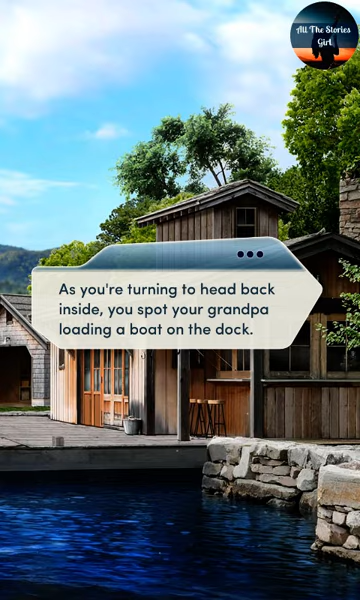 All The Stories
Girl
As you're turning to head back
inside, you spot your grandpa
loading a boat on the dock.